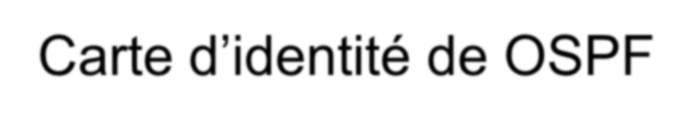 Carte d’identité de OSPF